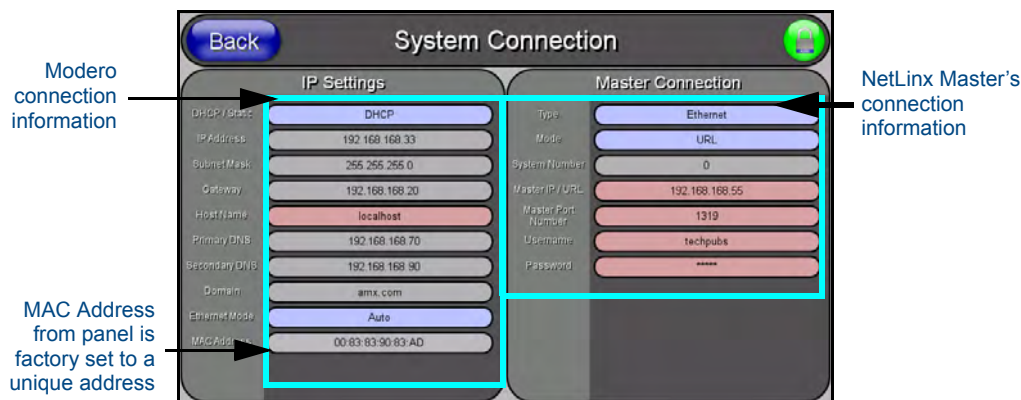 Back
System Connection
Modero
connection
information
IP Settings
DHCP / Static
DHCP
IP Address
192.168.168.33
Subnet Mask
255.255.255.0
Gateway
192.168.168.20
Host Name
localhost
Primary DNS
192.168.168.70
Secondary DNS
192.168.168.90
Domain
amx.com
Ethernet Mode
Auto
MAC Address
00:83:83:90:83:AD
MAC Address
from panel is
factory set to a
unique address
Master Connection
Type
Ethernet
Mode
URL
System Number
0
Master IP / URL
192.168.168.55
Master Port
Number
1319
Username
techpubs
Password
*****
NetLinx Master's
connection
information